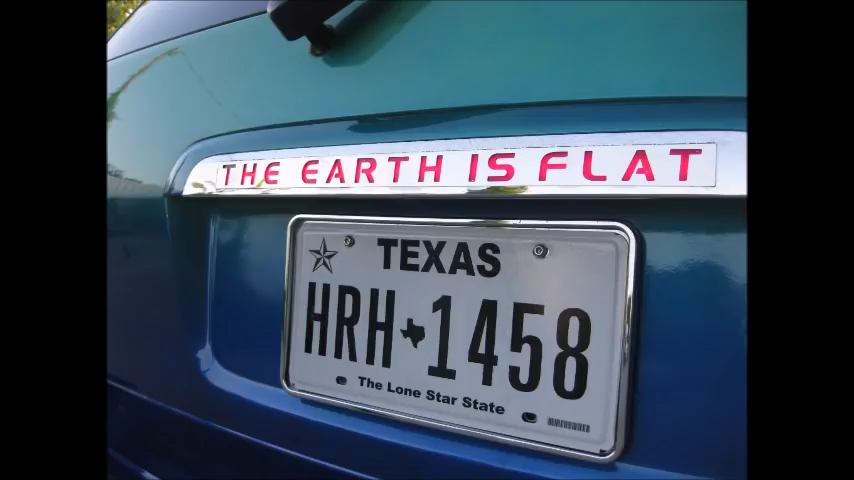 THE EARTH IS FLAT
TEXAS
HRH 1458
The Lone Star State